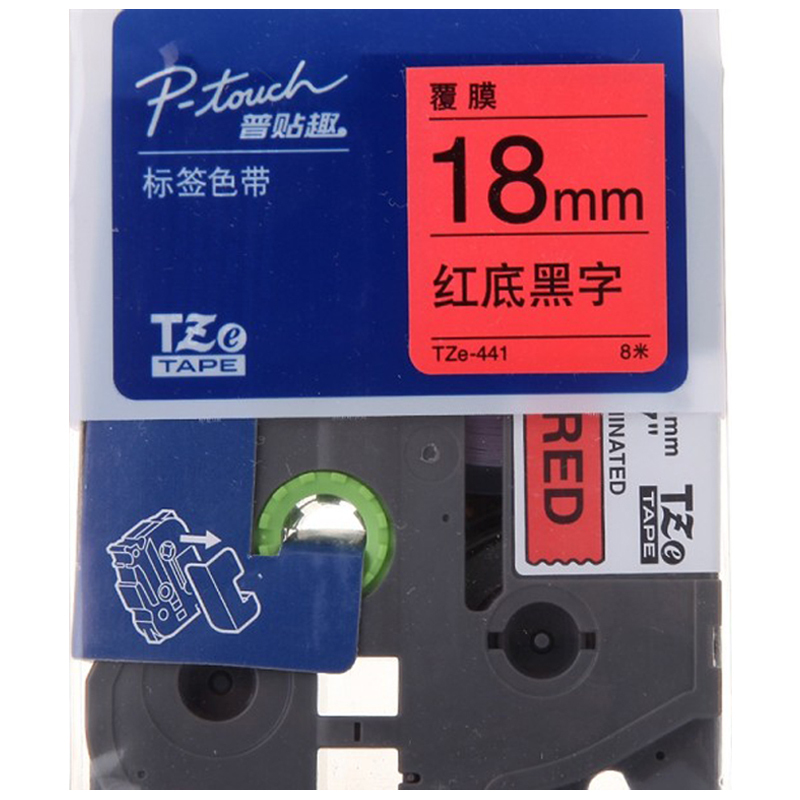 P-touch
普贴趣
标签色带
TZe
TAPE
覆膜
18mm
红底黑字
TZe-441
8米
RED
mm
TZe
TAPE